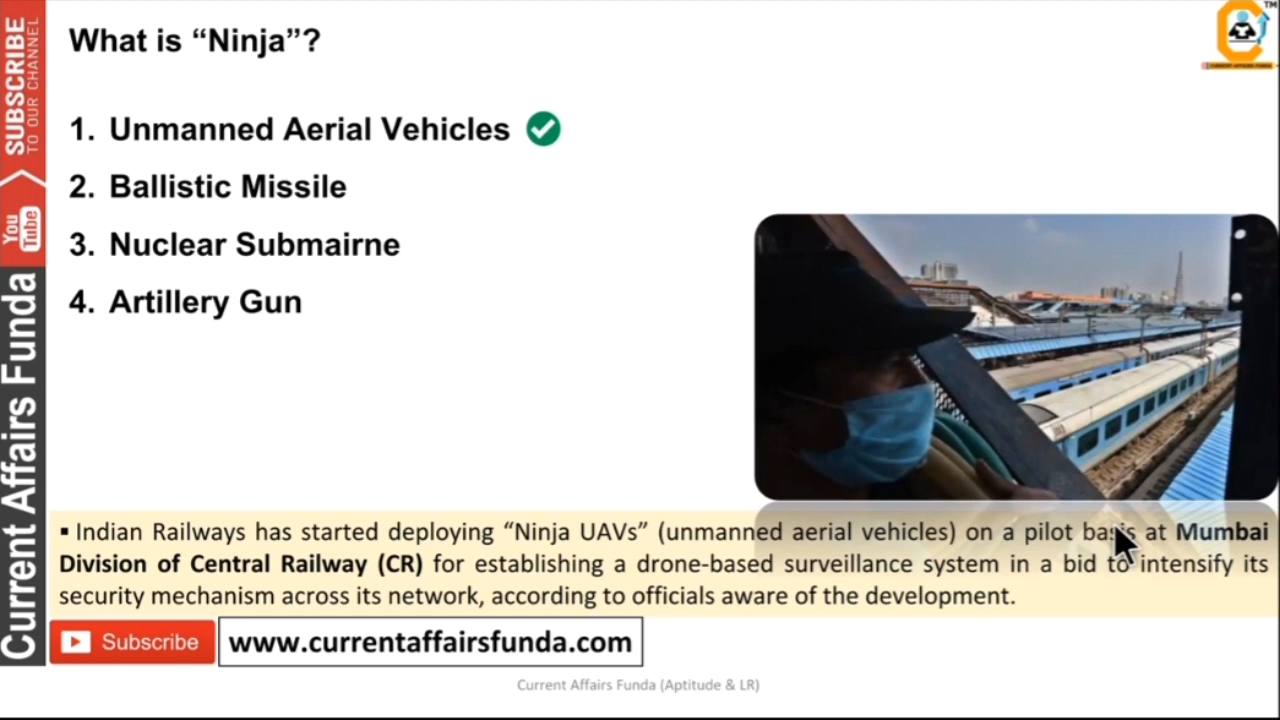 What is “Ninja”?
1. Unmanned Aerial Vehicles
2. Ballistic Missile
3. Nuclear Submairne
4. Artillery Gun
▪ Indian Railways has started deploying “Ninja UAVs” (unmanned aerial vehicles) on a pilot basis at Mumbai
Division of Central Railway (CR) for establishing a drone-based surveillance system in a bid to intensify its
security mechanism across its network, according to officials aware of the development.
Subscribe
www.currentaffairsfunda.com
Current Affairs Funda (Aptitude & LR)
SUBSCRIBE
TO OUR CHANNEL
You
Tube
Current Affairs Funda
CURRENT AFFAIRS FUNDA
TM